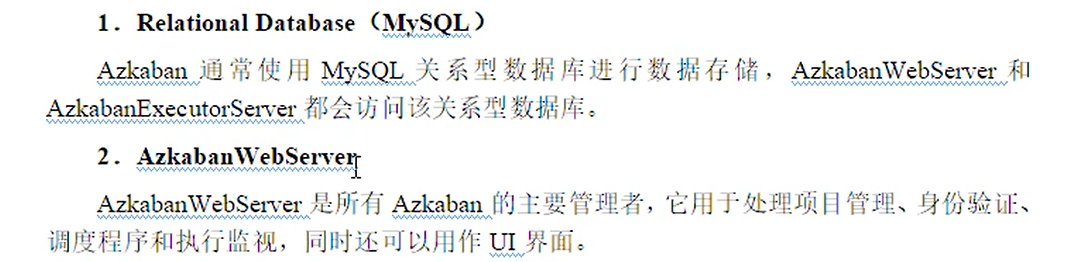 1. Relational Database（MySQL）
Azkaban 通常使用 MySQL 关系型数据库进行数据存储，AzkabanWebServer 和
AzkabanExecutorServer 都会访问该关系型数据库。
2. AzkabanWebServer
AzkabanWebServer 是所有 Azkaban 的主要管理者，它用于处理项目管理、身份验证、
调度程序和执行监视，同时还可以用作 UI 界面。